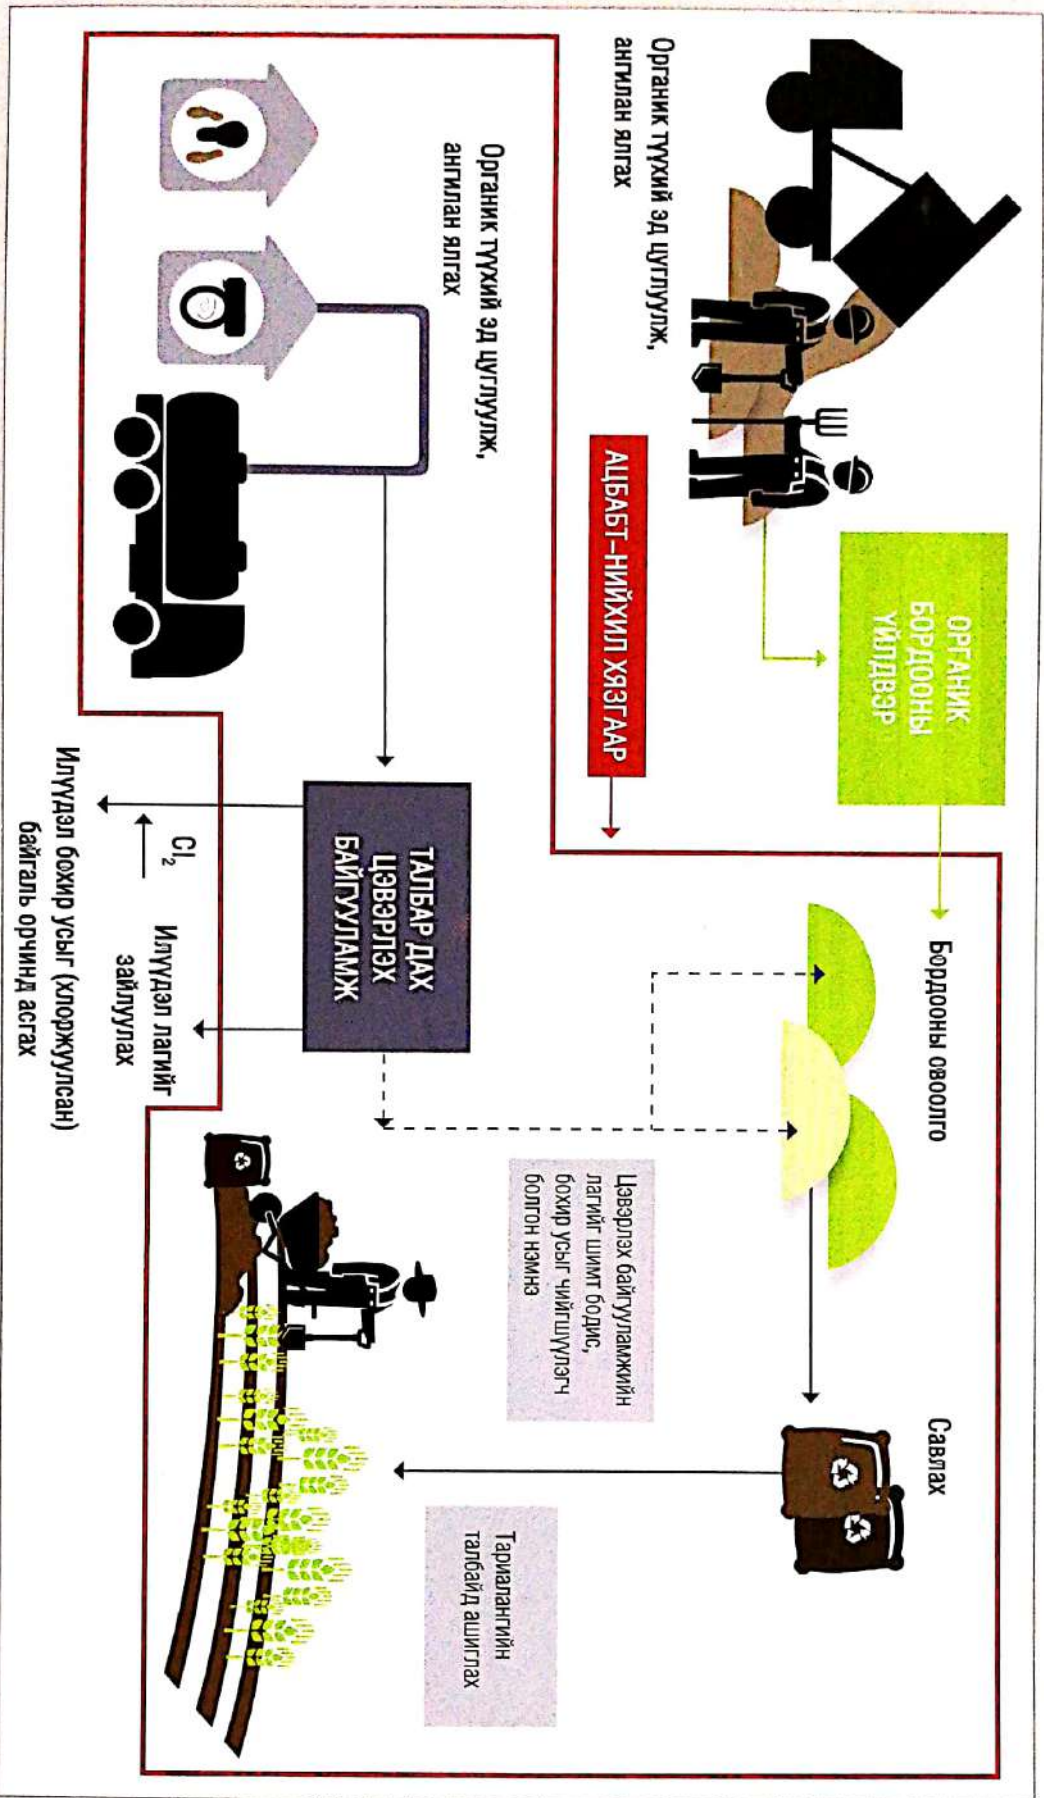 Органик түүхий эд цуглуулж,
ангилан ялгах
ОРГАНИК
БОРДООНЫ
ҮЙЛДВЭР
Бордооны овоолго
Савлах
АЦБАБТ–НИЙХИЛ ХЯЗГААР
Органик түүхий эд цуглуулж,
ангилан ялгах
Цэвэрлэх байгууламжийн
лагийг шимт бодис,
бохир усыг чийгшүүлэгч
болгон нэмнэ
Тариалангийн
талбайд ашиглах
ТАЛБАР ДАХ
ЦЭВЭРЛЭХ
БАЙГУУЛАМЖ
Cl2
Илүүдэл лагийг
зайлуулах
Илүүдэл бохир усыг (хлоржуулсан)
байгаль орчинд асгах